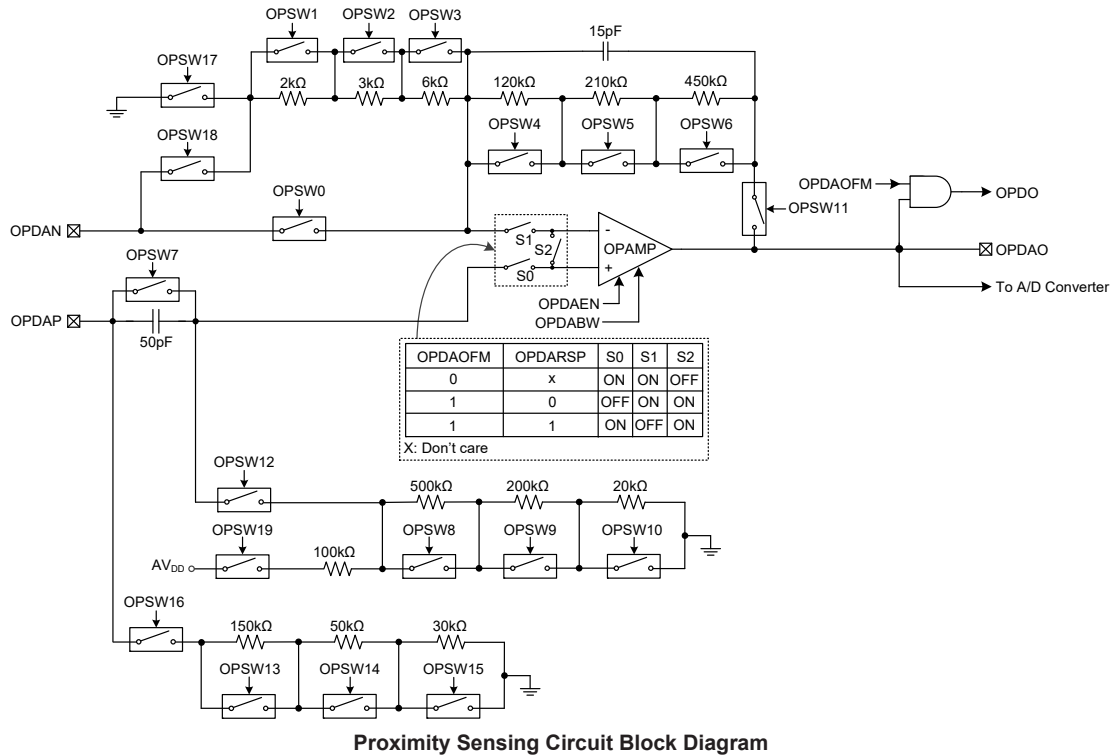 OPSW1 OPSW2 OPSW3
15pF
OPSW17
2kΩ 3kΩ 6kΩ 120kΩ 210kΩ 450kΩ
OPSW18
OPSW4 OPSW5 OPSW6
OPSW0
OPDAOFM
OPDO
OPSW11
OPDAN
S1
S2
S0
-
+
OPAMP
OPDAO
OPSW7
OPDAEN
OPDABW
To A/D Converter
OPDAP
50pF
OPDAOFM OPDARSP S0 S1 S2
0 x ON ON OFF
1 0 OFF ON ON
1 1 ON OFF ON
X: Don't care
OPSW12
500kΩ 200kΩ 20kΩ
OPSW19
OPSW8 OPSW9 OPSW10
100kΩ
AVDD
OPSW16
150kΩ 50kΩ 30kΩ
OPSW13 OPSW14 OPSW15
Proximity Sensing Circuit Block Diagram